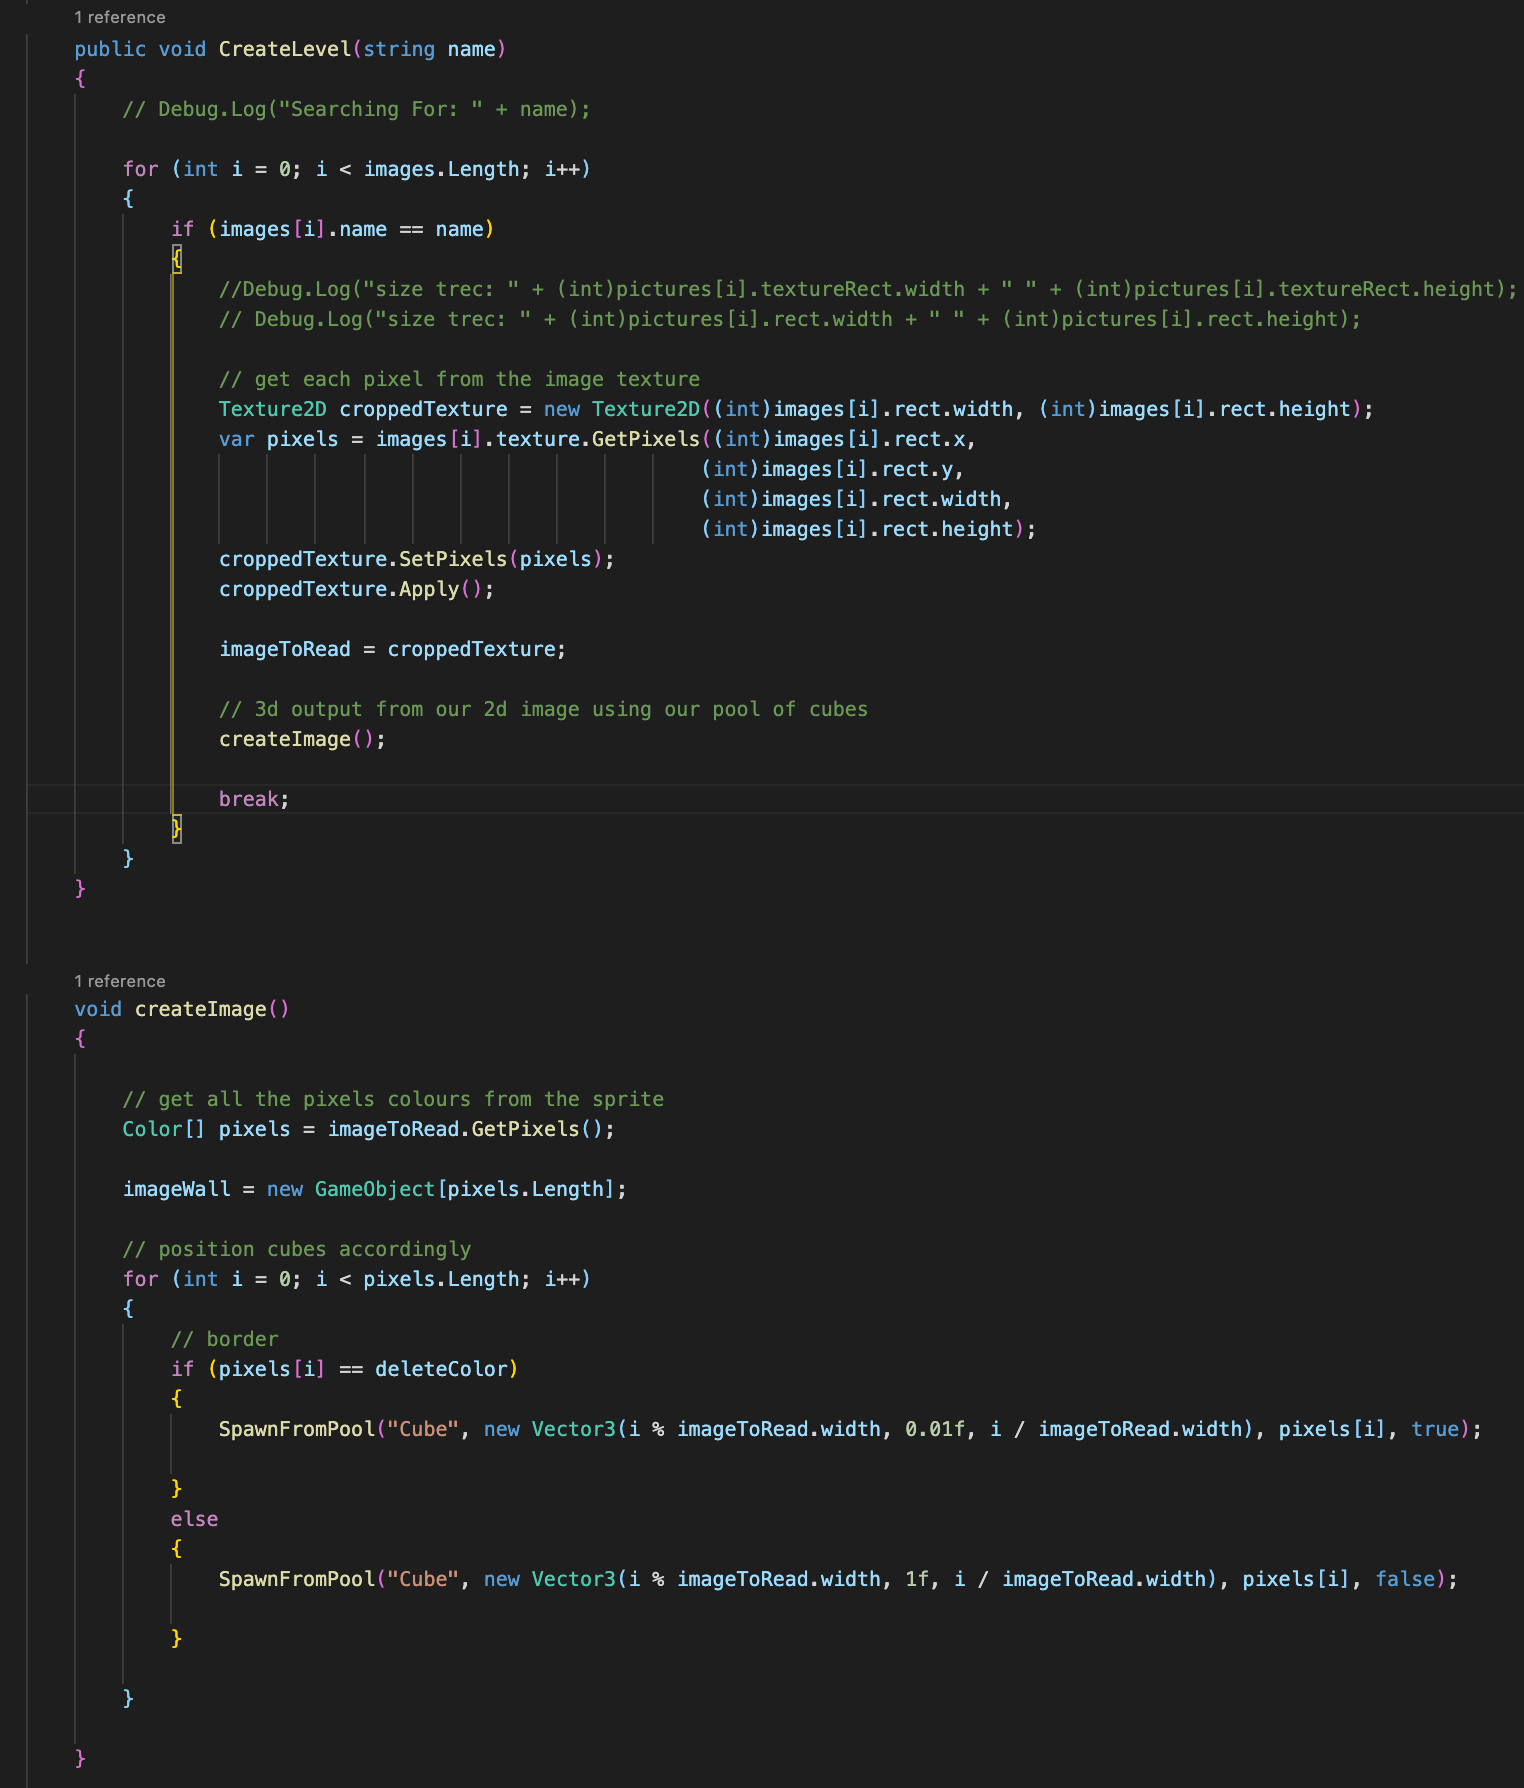 1 reference
public void CreateLevel(string name)
{
// Debug.Log("Searching For: " + name);
for (int i = 0; i < images.Length; i++)
{
if (images[i].name == name)
{
//Debug.Log("size trec: " + (int)pictures[i].textureRect.width + " " + (int)pictures[i].textureRect.height);
// Debug.Log("size trec: " + (int)pictures[i].rect.width + " " + (int)pictures[i].rect.height);
// get each pixel from the image texture
Texture2D croppedTexture = new Texture2D((int)images[i].rect.width, (int)images[i].rect.height);
var pixels = images[i].texture.GetPixels((int)images[i].rect.x,
(int)images[i].rect.y,
(int)images[i].rect.width,
(int)images[i].rect.height);
croppedTexture.SetPixels(pixels);
croppedTexture.Apply();
imageToRead = croppedTexture;
// 3d output from our 2d image using our pool of cubes
createImage();
break;
}
}
}
1 reference
void createImage()
{
// get all the pixels colours from the sprite
Color[] pixels = imageToRead.GetPixels();
imageWall = new GameObject[pixels.Length];
// position cubes accordingly
for (int i = 0; i < pixels.Length; i++)
{
// border
if (pixels[i] == deleteColor)
{
SpawnFromPool("Cube", new Vector3(i % imageToRead.width, 0.01f, i / imageToRead.width), pixels[i], true);
}
else
{
SpawnFromPool("Cube", new Vector3(i % imageToRead.width, 1f, i / imageToRead.width), pixels[i], false);
}
}
}